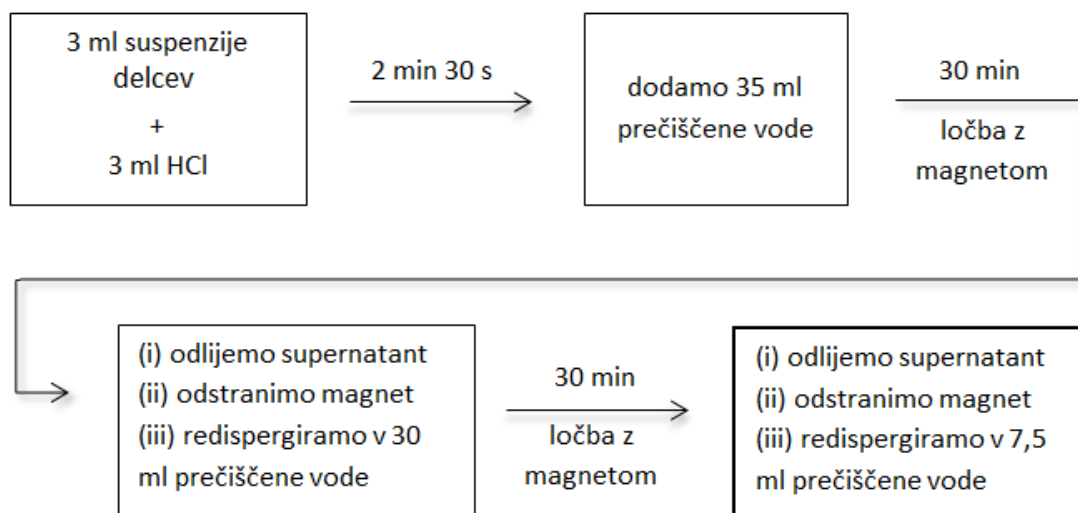 3 ml suspenzije
delcev
+
3 ml HCl
2 min 30 s
dodamo 35 ml
prečiščene vode
30 min
ločba z
magnetom
(i) odlijemo supernatant
(ii) odstranimo magnet
(iii) redispergiramo v 30
ml prečiščene vode
30 min
ločba z
magnetom
(i) odlijemo supernatant
(ii) odstranimo magnet
(iii) redispergiramo v 7,5
ml prečiščene vode